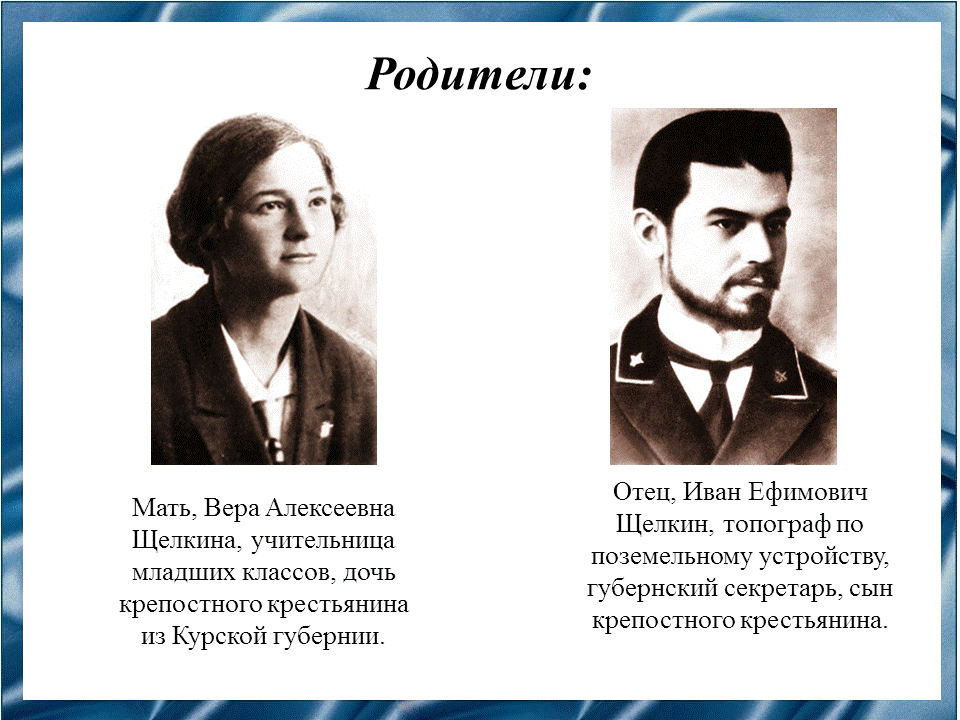 Родители:
Мать, Вера Алексеевна
Щелкина, учительница
младших классов, дочь
крепостного крестьянина
из Курской губернии.
Отец, Иван Ефимович
Щелкин, топограф по
поземельному устройству,
губернский секретарь, сын
крепостного крестьянина.